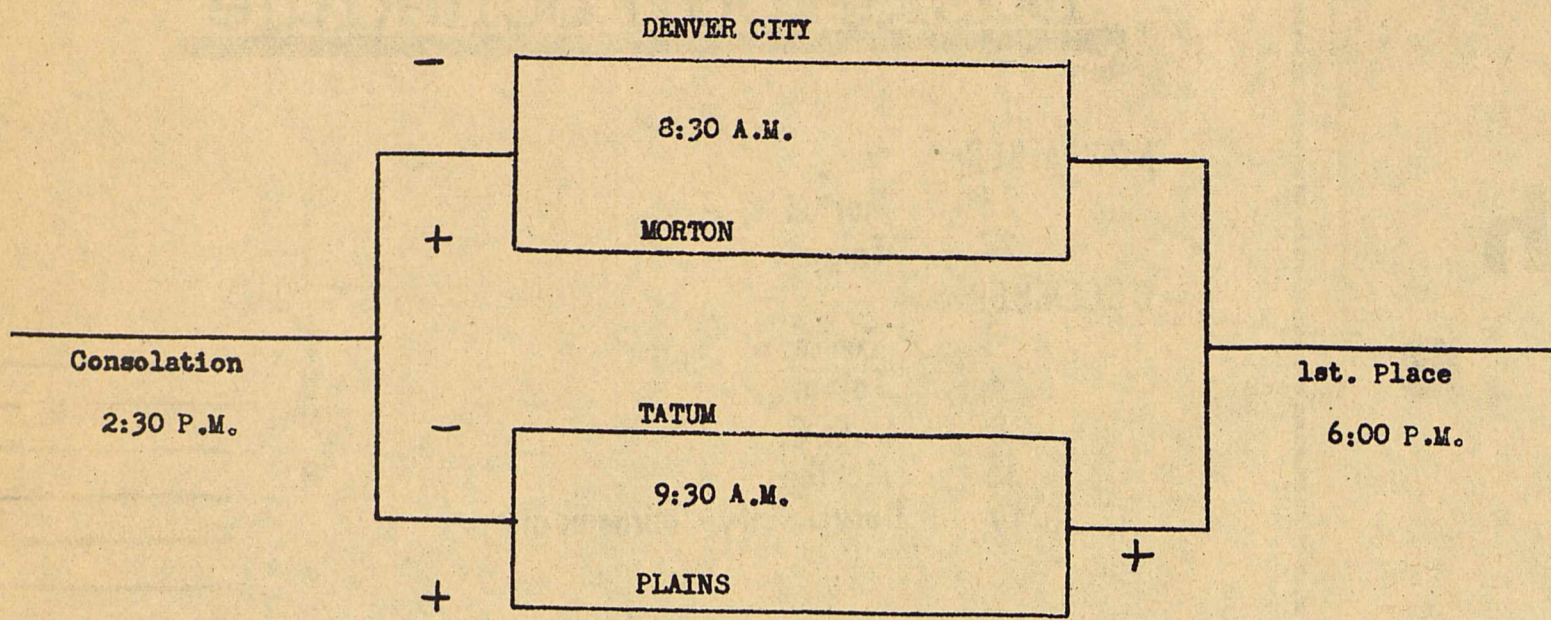 DENVER CITY
-
8:30 A.M.
+
MORTON
Consolation
1st. Place
2:30 P.M.
6:00 P.M.
-
TATUM
9:30 A.M.
+
PLAINS
+